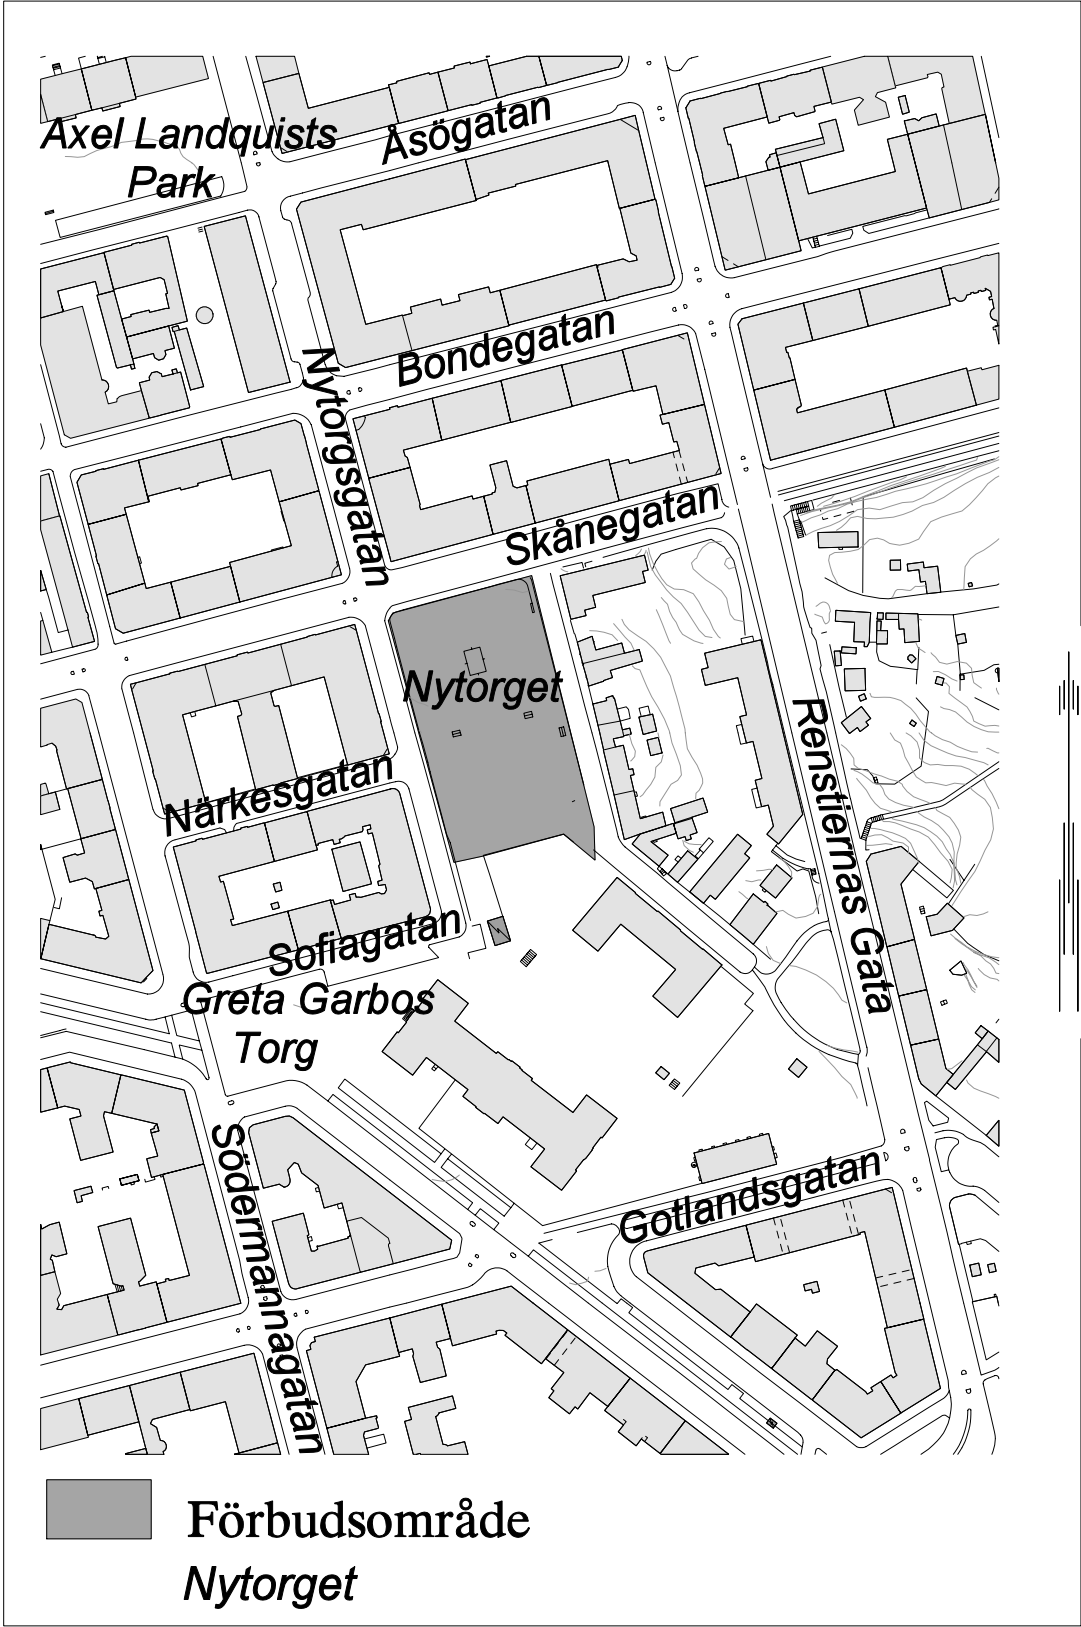 Axel Landquists
Park
Åsögatan
Bondegatan
Nytorgsgatan
Skånegatan
Nytorget
Närkesgatan
Renstiernas Gata
Sofiagatan
Greta Garbos
Torg
Södermannagatan
Gotlandsgatan
Förbudsområde
Nytorget